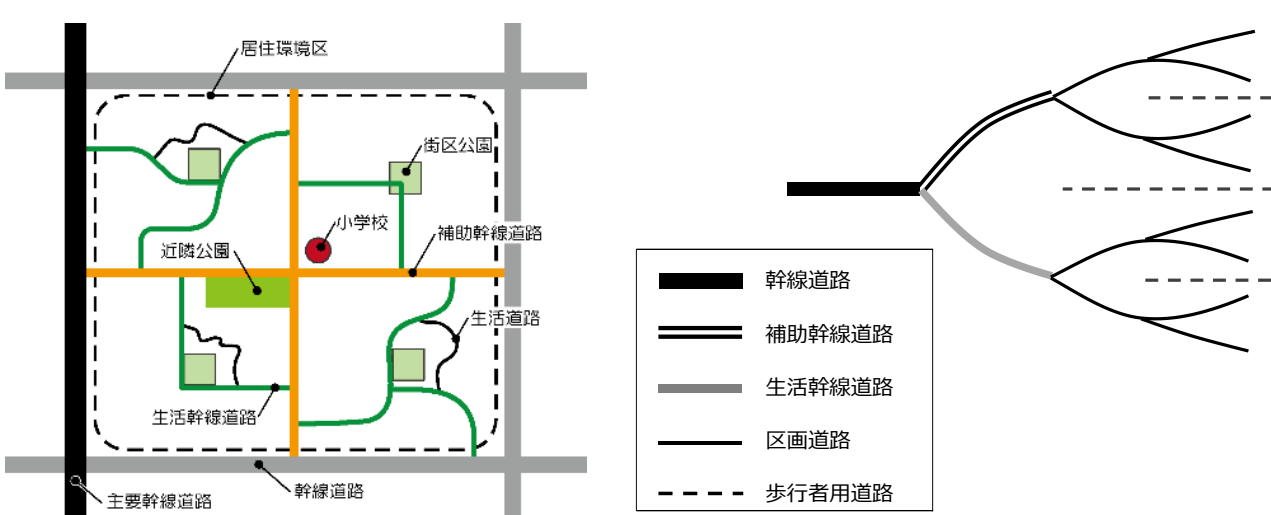 居住環境区
街区公園
小学校
補助幹線道路
近隣公園
生活道路
生活幹線道路
幹線道路
主要幹線道路
幹線道路
補助幹線道路
生活幹線道路
区画道路
歩行者用道路